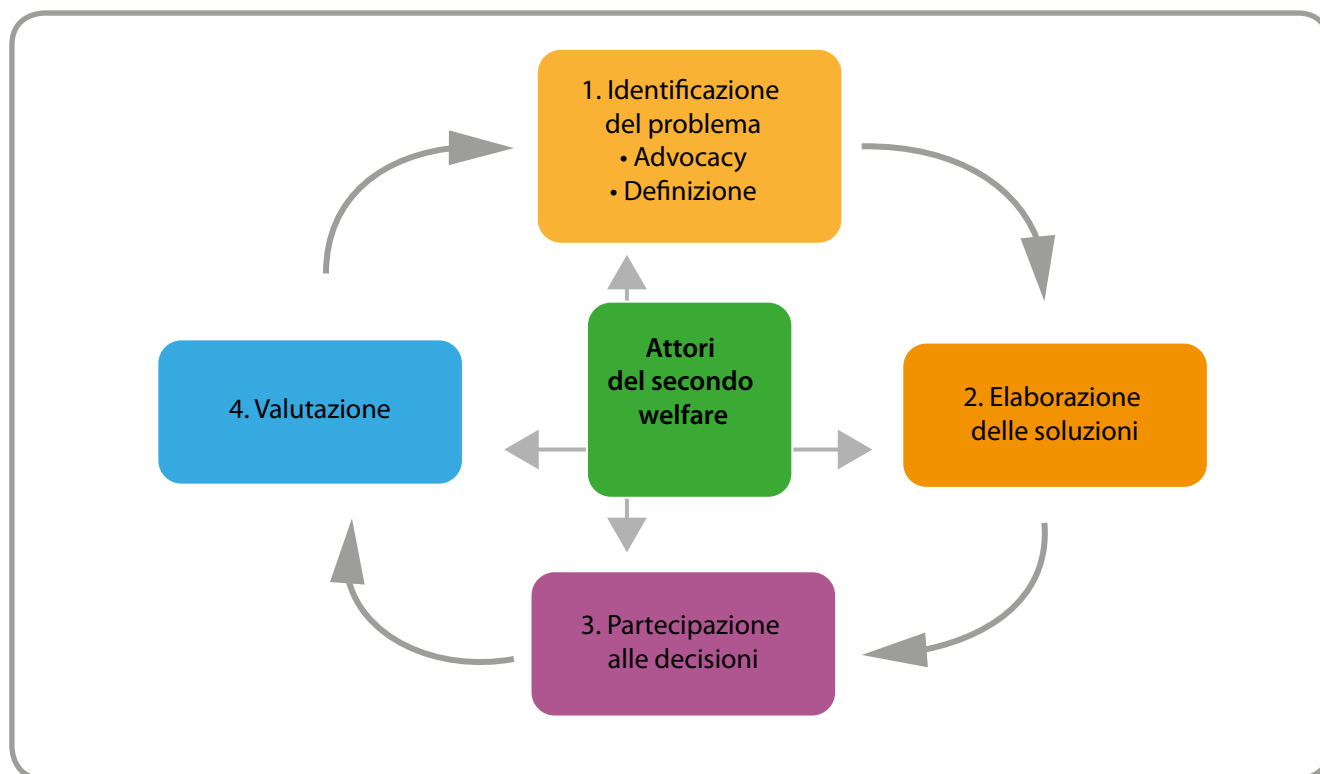 1. Identificazione
del problema
• Advocacy
• Definizione
Attori
del secondo
welfare
4. Valutazione
2. Elaborazione
delle soluzioni
3. Partecipazione
alle decisioni